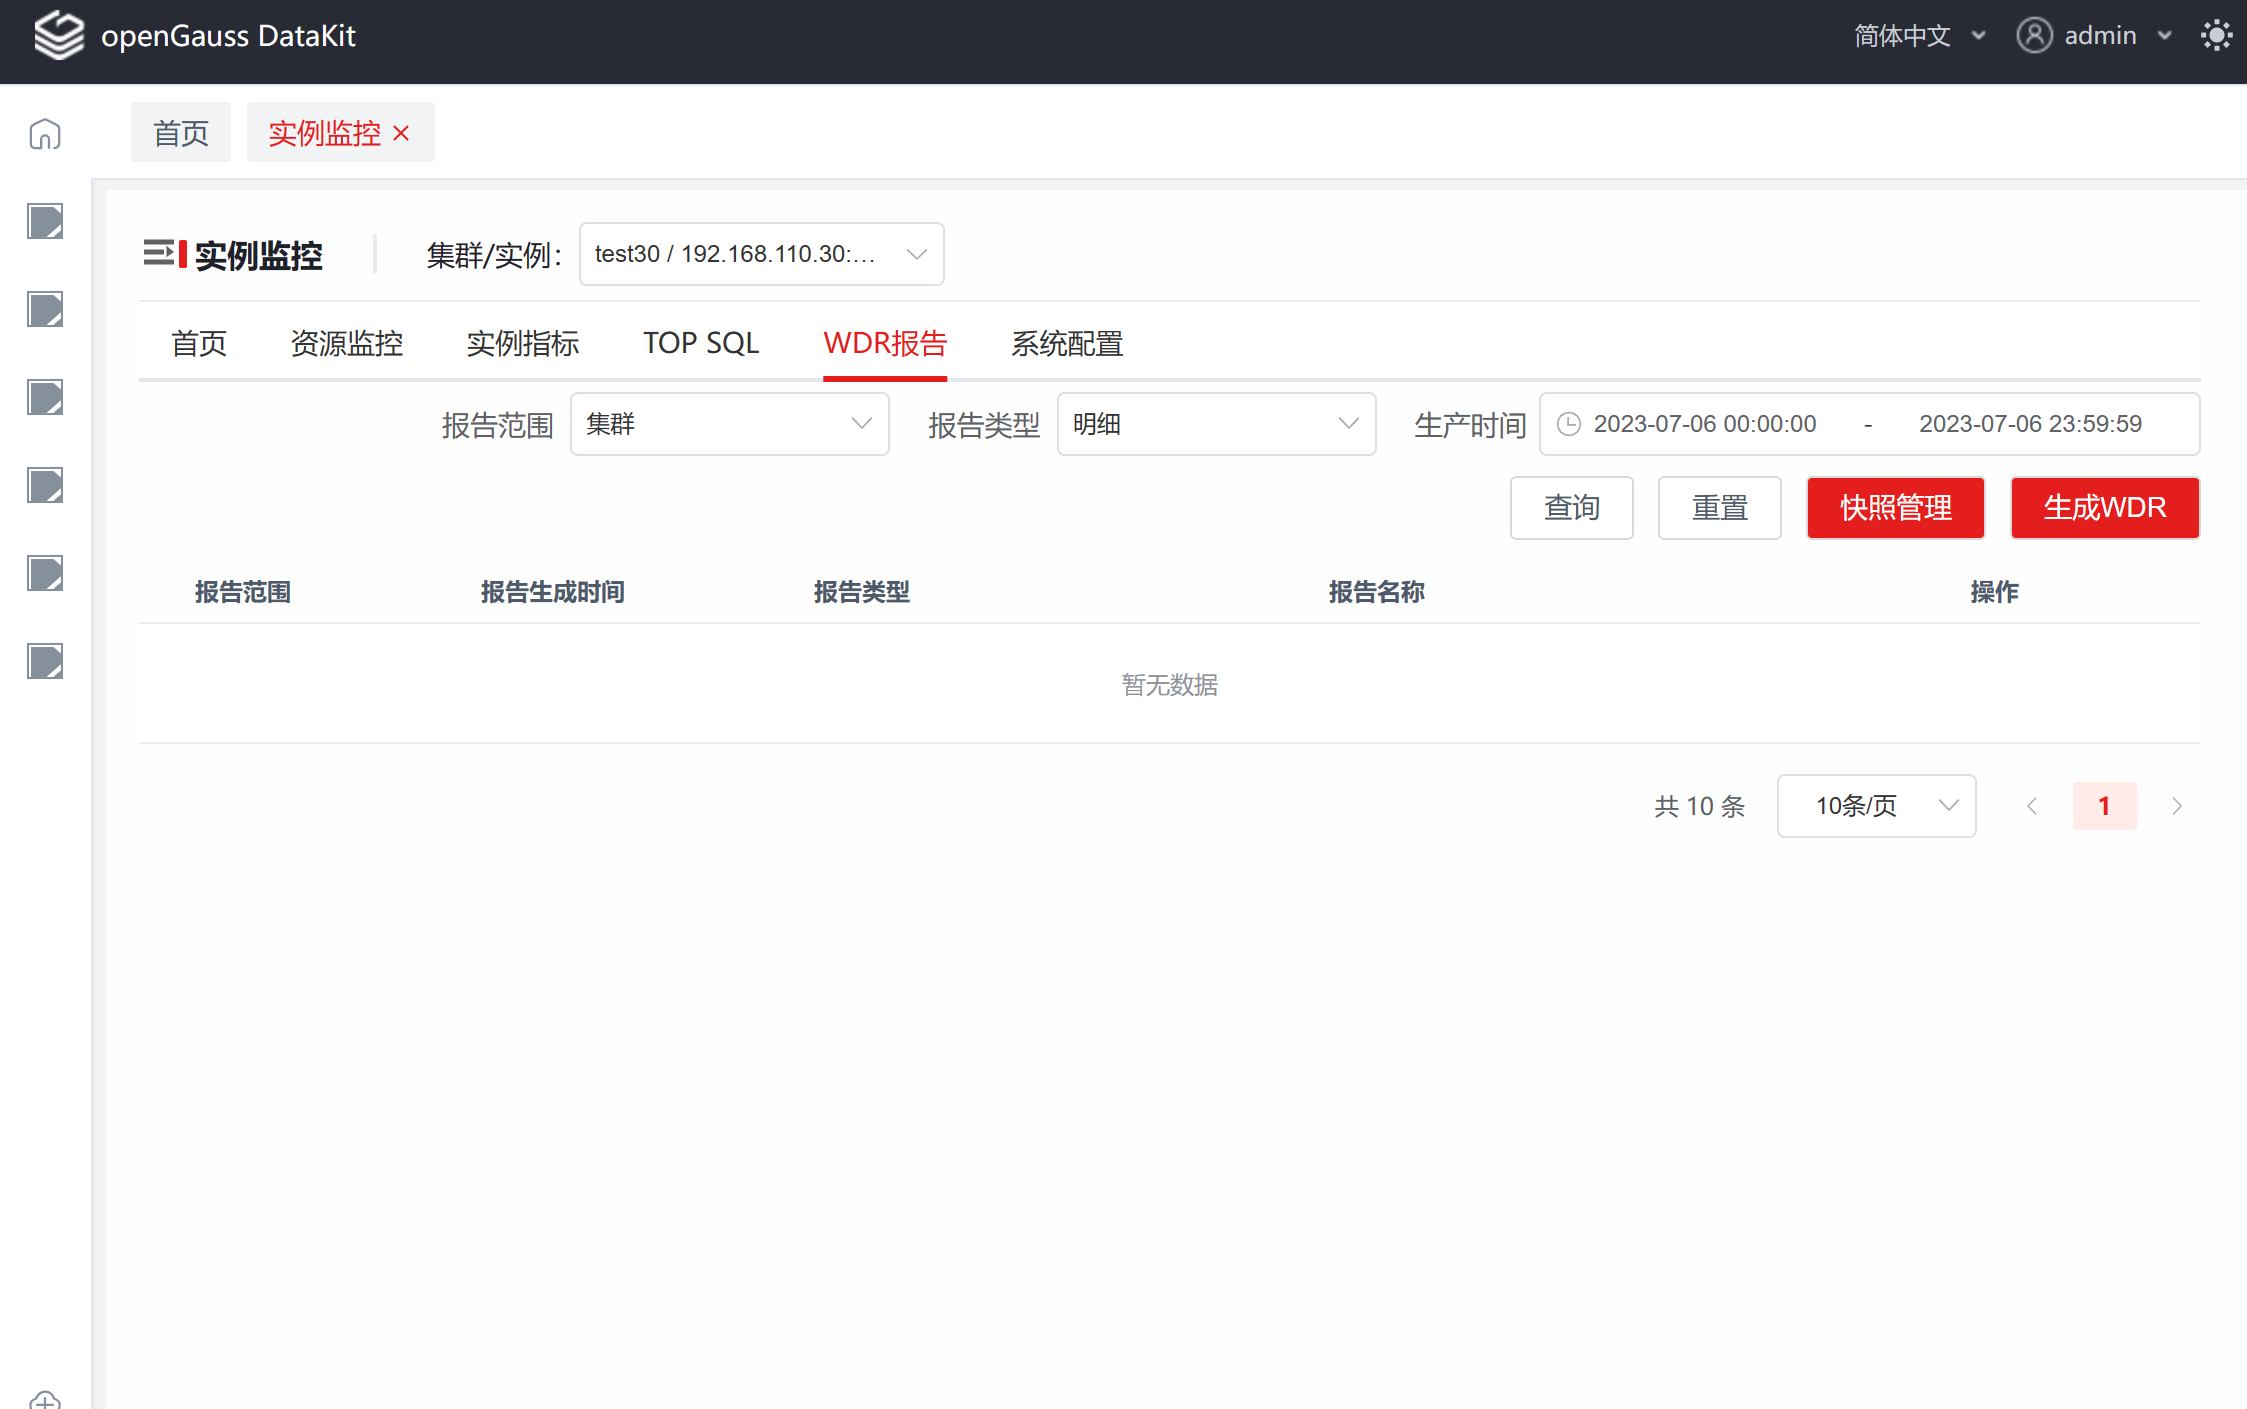 openGauss DataKit 简体中文 admin
首页 实例监控
实例监控 集群/实例： test30 / 192.168.110.30:...
首页 资源监控 实例指标 TOP SQL WDR报告 系统配置
报告范围 集群 报告类型 明细 生产时间 2023-07-06 00:00:00 - 2023-07-06 23:59:59
查询 重置 快照管理 生成WDR
报告范围 报告生成时间 报告类型 报告名称 操作
暂无数据
共 10 条 10条/页 1